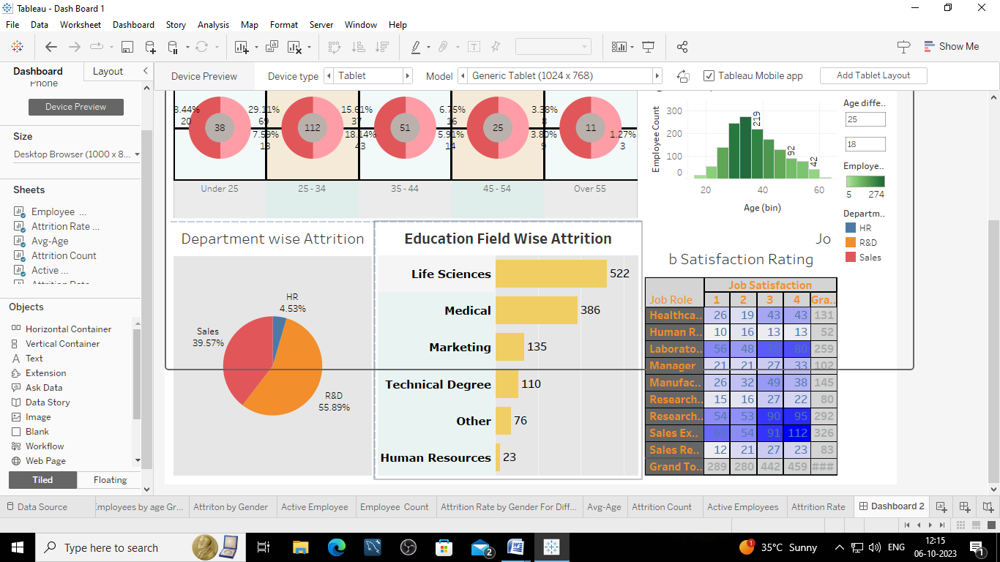 Tableau - Dash Board 1
File Data Worksheet Dashboard Story Analysis Map Format Server Window Help
Show Me
Dashboard Layout
Phone
Device Preview
Device Preview Device type Tablet Model Generic Tablet (1024 x 768) Tableau Mobile app Add Tablet Layout
Size
Desktop Browser (1000 x 8...
Sheets
Employee ...
Attrition Rate ...
Avg-Age
Attrition Count
Active ...
Attrition Rate
Objects
Horizontal Container
Vertical Container
Text
Extension
Ask Data
Data Story
Image
Blank
Workflow
Web Page
Tiled Floating
8.44% 29.11% 15.61% 6.75% 3.38%
20 69 37 16 8
38 112 51 25 11
7.59% 18.14% 5.91% 3.80% 1.27%
18 43 14 9 3
Under 25 25 - 34 35 - 44 45 - 54 Over 55
Employee Count
300
200
100
0
219
92
42
20 40 60
Age (bin)
Age diffe..
25
18
Employe..
5 274
Departm..
HR
R&D
Sales
Department wise Attrition
HR
4.53%
Sales
39.57%
R&D
55.89%
Education Field Wise Attrition
Life Sciences 522
Medical 386
Marketing 135
Technical Degree 110
Other 76
Human Resources 23
Jo
b Satisfaction Rating
Job Satisfaction
Job Role 1 2 3 4 Gra..
Healthca.. 26 19 43 43 131
Human R.. 10 16 13 13 52
Laborato.. 56 48 80 259
Manager 21 21 27 33 102
Manufac.. 26 32 49 38 145
Research.. 15 16 27 22 80
Research.. 54 53 90 95 292
Sales Ex.. 69 54 91 112 326
Sales Re.. 12 21 27 23 83
Grand To.. 289 280 442 459 ###
Data Source Employees by age Gr... Attriton by Gender Active Employee Employee Count Attrition Rate by Gender For Diff... Avg-Age Attrition Count Active Employees Attrition Rate Dashboard 2
Type here to search
2
W
1
35°C Sunny
ENG
12:15
06-10-2023
1